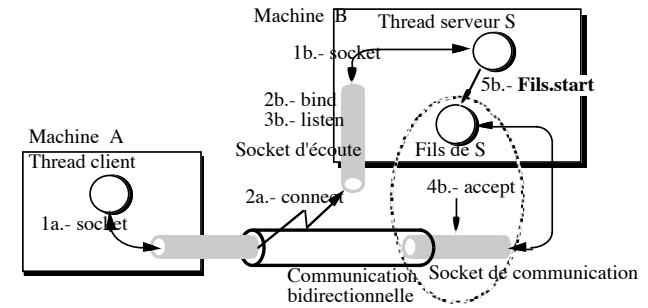 Machine B
Thread serveur S
1b.- socket
5b.- Fils.start
2b.- bind
3b.- listen
Socket d'écoute
Fils de S
Machine A
Thread client
1a.- socket
2a.- connect
4b.- accept
Communication
bidirectionnelle
Socket de communication